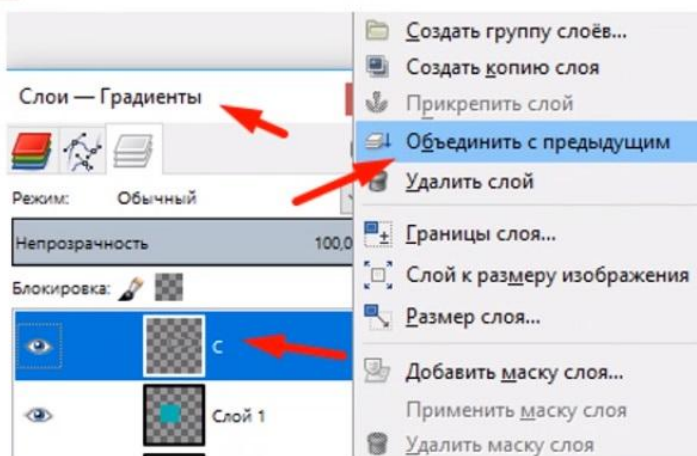 Слои — Градиенты
Режим: Обычный
Непрозрачность 100,0
Блокировка:
С
Слой 1
Создать группу слоёв...
Создать копию слоя
Прикрепить слой
Объединить с предыдущим
Удалить слой
Границы слоя...
Слой к размеру изображения
Размер слоя...
Добавить маску слоя...
Применить маску слоя
Удалить маску слоя